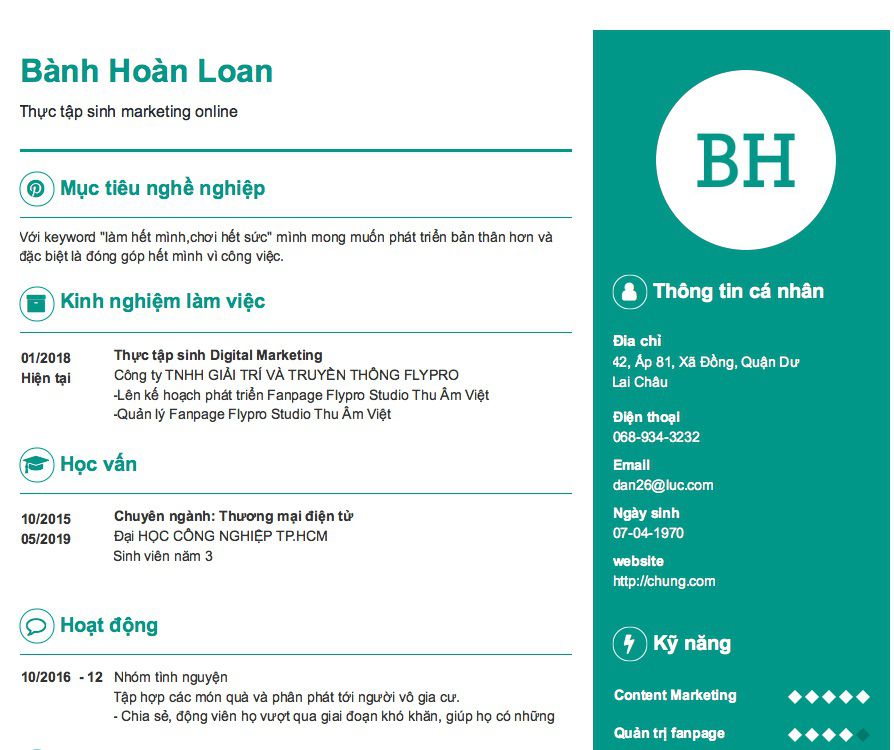 Bành Hoàn Loan
Thực tập sinh marketing online
Mục tiêu nghề nghiệp
Với keyword "làm hết mình,chơi hết sức" mình mong muốn phát triển bản thân hơn và
đặc biệt là đóng góp hết mình vì công việc.
Kinh nghiệm làm việc
01/2018
Hiện tại
Thực tập sinh Digital Marketing
Công ty TNHH GIẢI TRÍ VÀ TRUYỀN THÔNG FLYPRO
-Lên kế hoạch phát triển Fanpage Flypro Studio Thu Âm Việt
-Quản lý Fanpage Flypro Studio Thu Âm Việt
Học vấn
10/2015
05/2019
Chuyên ngành: Thương mại điện tử
Đại HỌC CÔNG NGHIỆP TP.HCM
Sinh viên năm 3
Hoạt động
10/2016 - 12
Nhóm tình nguyện
Tập hợp các món quà và phân phát tới người vô gia cư.
- Chia sẻ, động viên họ vượt qua giai đoạn khó khăn, giúp họ có những
BH
Thông tin cá nhân
Địa chỉ
42, Ấp 81, Xã Đồng, Quận Dư
Lai Châu
Điện thoại
068-934-3232
Email
dan26@luc.com
Ngày sinh
07-04-1970
website
http://chung.com
Kỹ năng
Content Marketing
Quản trị fanpage